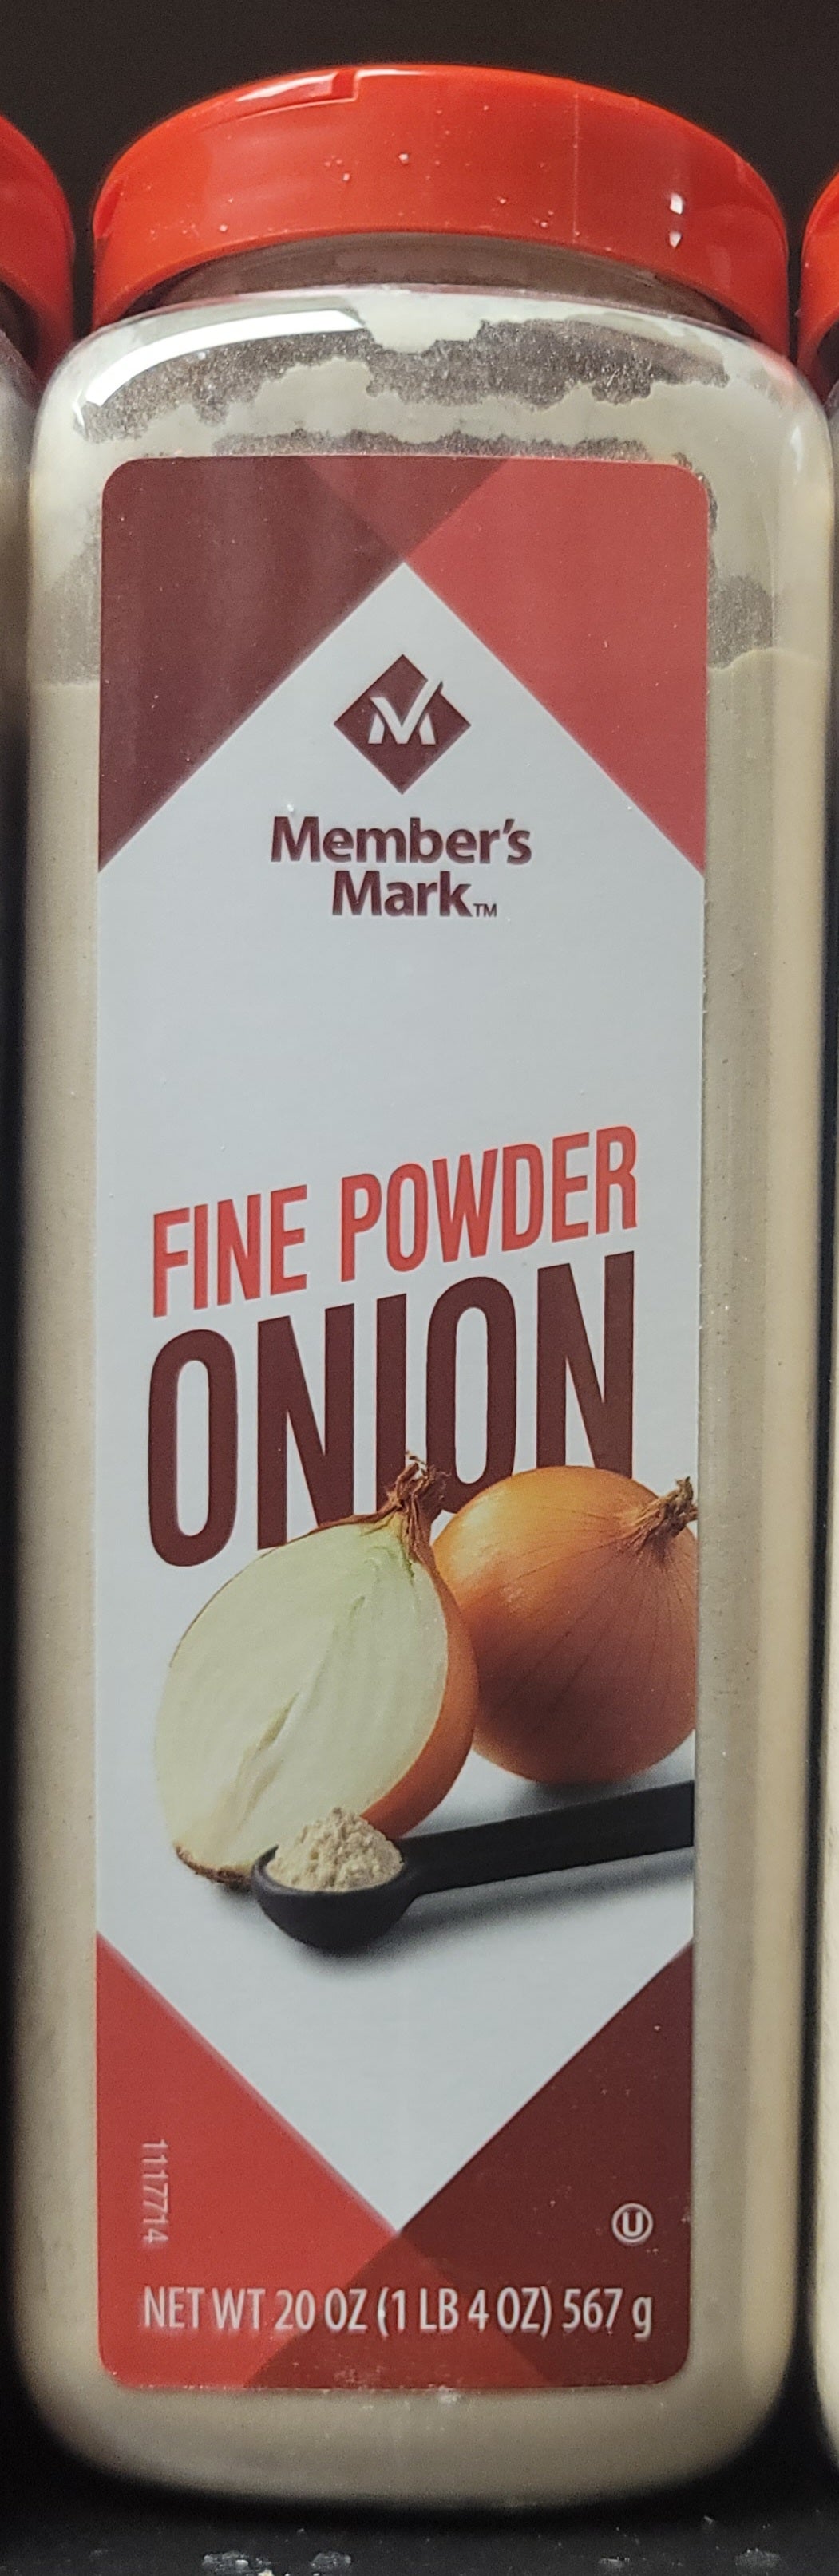 Member's
Mark™
FINE POWDER
ONION
1117714
U
NET WT 20 OZ (1 LB 4 OZ) 567 g